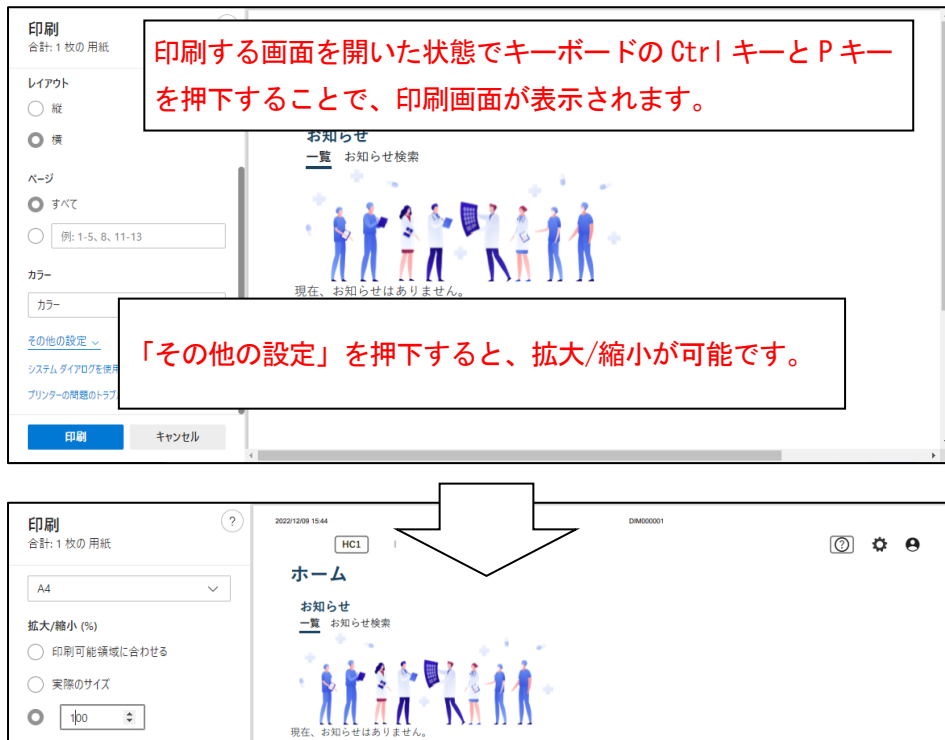 印刷
合計: 1 枚の 用紙
印刷する画面を開いた状態でキーボードの Ctrl キーと P キー
を押下することで、印刷画面が表示されます。
レイアウト
縦
横
ページ
すべて
例: 1-5、8、11-13
カラー
カラー
その他の設定
システム ダイアログを使用
プリンターの問題のトラブ
印刷
キャンセル
お知らせ
一覧 お知らせ検索
現在、お知らせはありません。
「その他の設定」を押下すると、拡大/縮小が可能です。
印刷
合計: 1 枚の 用紙
?
A4
拡大/縮小 (%)
印刷可能領域に合わせる
実際のサイズ
100
2022/12/09 15:44
DIM000001
HC1
?
ホーム
お知らせ
一覧 お知らせ検索
現在、お知らせはありません。